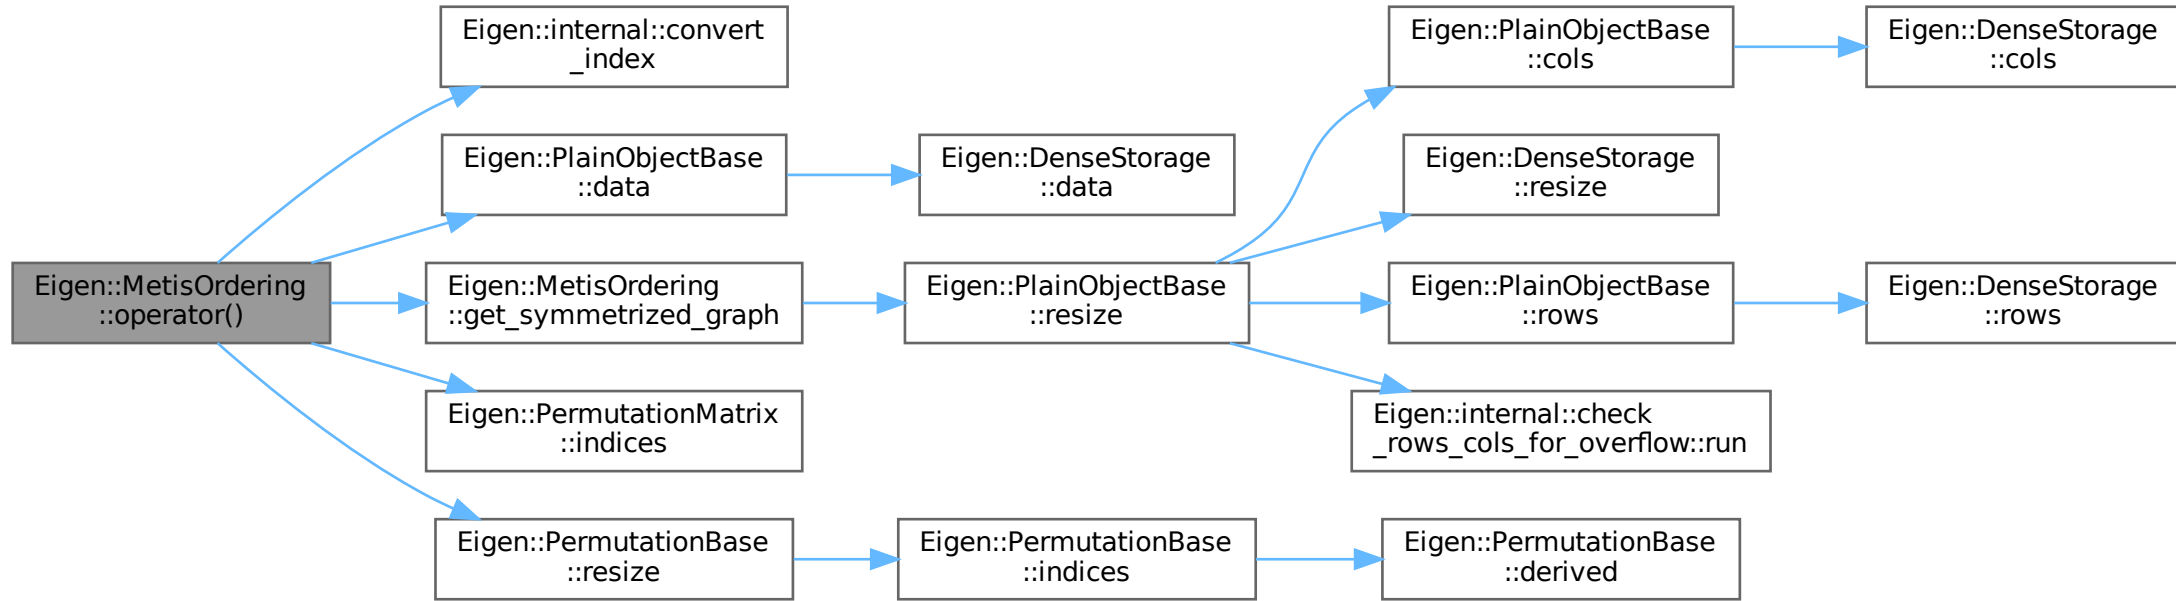 Eigen::MetisOrdering
::operator()
Eigen::internal::convert
_index
Eigen::PlainObjectBase
::data
Eigen::DenseStorage
::data
Eigen::MetisOrdering
::get_symmetrized_graph
Eigen::PlainObjectBase
::resize
Eigen::PlainObjectBase
::cols
Eigen::DenseStorage
::cols
Eigen::DenseStorage
::resize
Eigen::PlainObjectBase
::rows
Eigen::DenseStorage
::rows
Eigen::internal::check
_rows_cols_for_overflow::run
Eigen::PermutationMatrix
::indices
Eigen::PermutationBase
::resize
Eigen::PermutationBase
::indices
Eigen::PermutationBase
::derived